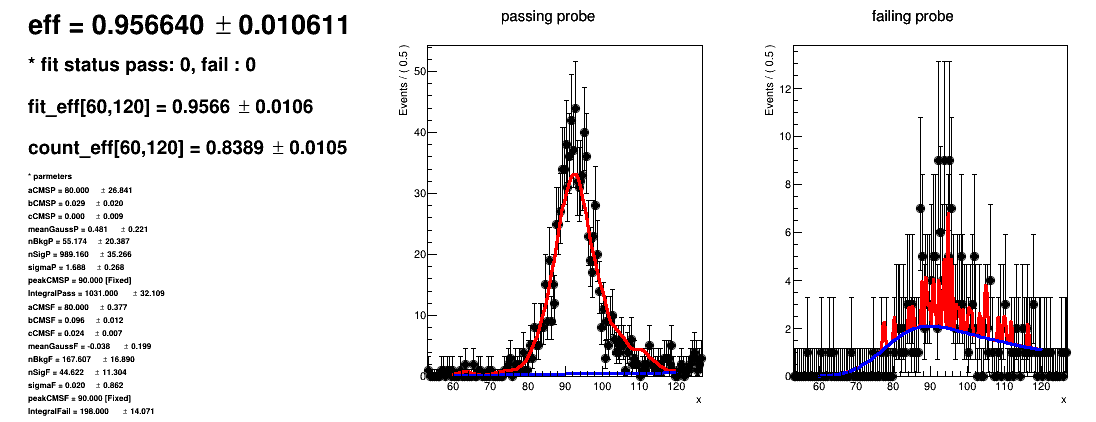 eff = 0.956640 ± 0.010611
* fit status pass: 0, fail : 0
fit_eff[60,120] = 0.9566 ± 0.0106
count_eff[60,120] = 0.8389 ± 0.0105
* parmeters
aCMSP = 80.000 ± 26.841
bCMSP = 0.029 ± 0.020
cCMSP = 0.000 ± 0.009
meanGaussP = 0.481 ± 0.221
nBkgP = 55.174 ± 20.387
nSigP = 989.160 ± 35.266
sigmaP = 1.688 ± 0.268
peakCMSP = 90.000 [Fixed]
IntegralPass = 1031.000 ± 32.109
aCMSF = 80.000 ± 0.377
bCMSF = 0.096 ± 0.012
cCMSF = 0.024 ± 0.007
meanGaussF = -0.038 ± 0.199
nBkgF = 167.607 ± 16.890
nSigF = 44.622 ± 11.304
sigmaF = 0.020 ± 0.862
peakCMSF = 90.000 [Fixed]
IntegralFail = 198.000 ± 14.071
passing probe
Events / ( 0.5 )
50
40
30
20
10
0
60 70 80 90 100 110 120
x
failing probe
Events / ( 0.5 )
12
10
8
6
4
2
0
60 70 80 90 100 110 120
x